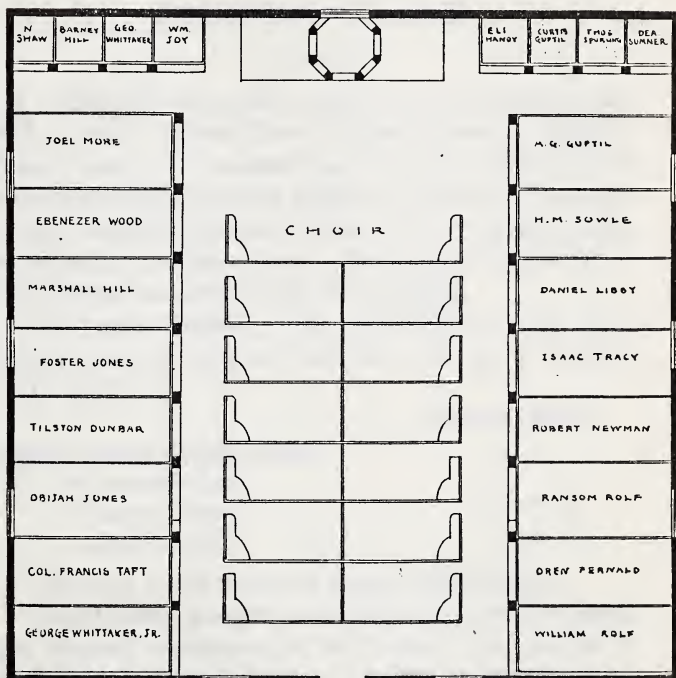 N
SHAW
BARNEY
HILL
GEO.
WHITTAKER
WM.
JOY
ELI
HANDY
CURTIS
GUPTIL
THOS
SPURLING
DEA
SUMNER
JOEL MORE
EBENEZER WOOD
MARSHALL HILL
FOSTER JONES
TILSTON DUNBAR
OBIJAH JONES
COL. FRANCIS TAFT
GEORGE WHITTAKER, JR.
CHOIR
M.G. GUPTIL
H.M. SOWLE
DANIEL LIBBY
ISAAC TRACY
ROBERT NEWMAN
RANSOM ROLF
OREN FERNALD
WILLIAM ROLF